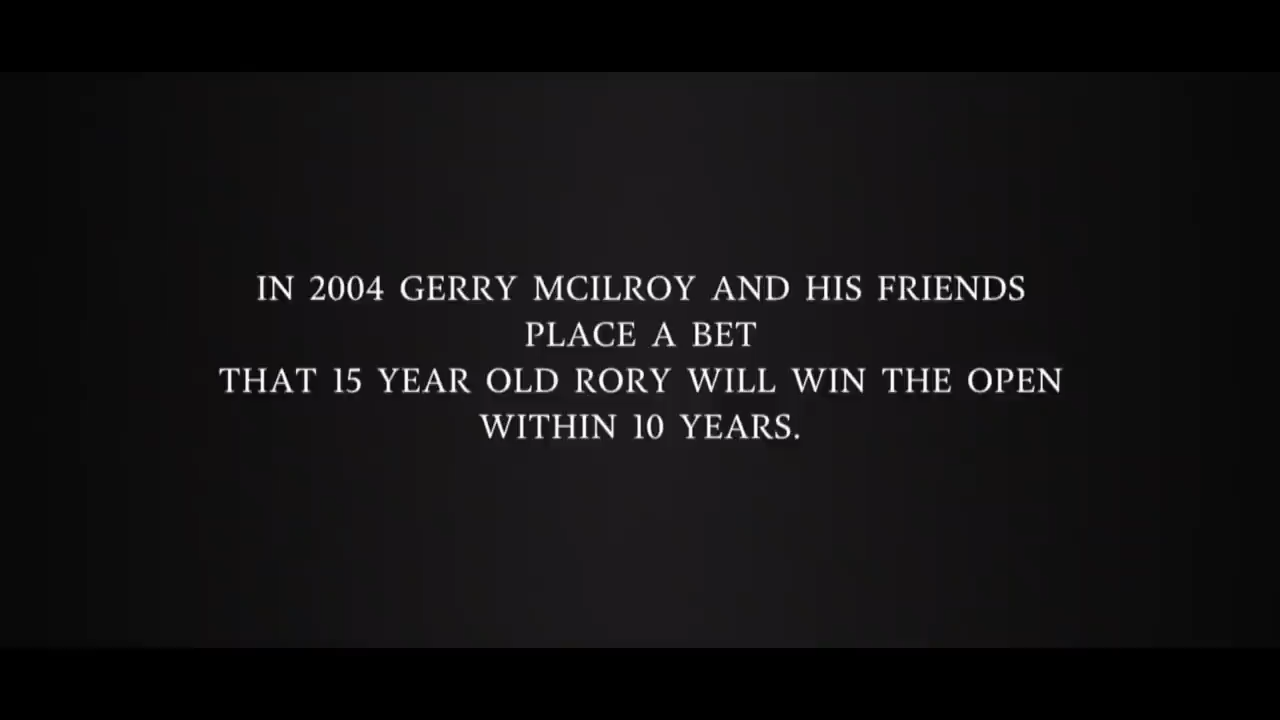 IN 2004 GERRY MCILROY AND HIS FRIENDS
PLACE A BET
THAT 15 YEAR OLD RORY WILL WIN THE OPEN
WITHIN 10 YEARS.